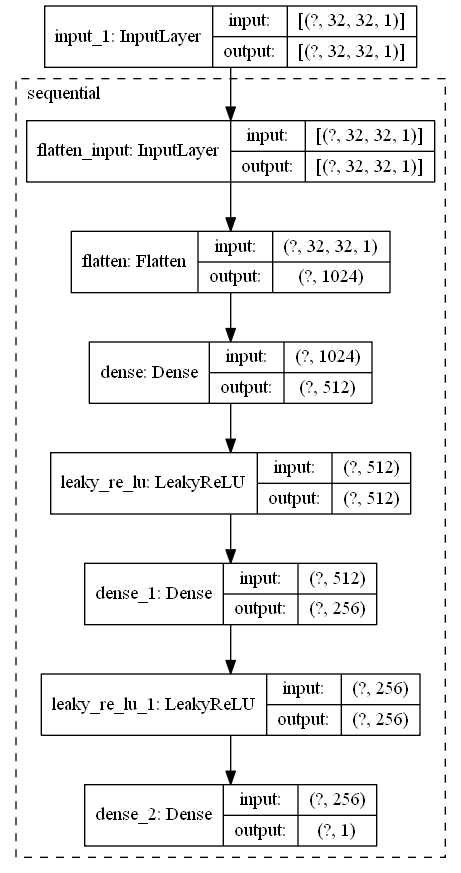 input_1: InputLayer
input: [(?, 32, 32, 1)]
output: [(?, 32, 32, 1)]
sequential
flatten_input: InputLayer
input: [(?, 32, 32, 1)]
output: [(?, 32, 32, 1)]
flatten: Flatten
input: (?, 32, 32, 1)
output: (?, 1024)
dense: Dense
input: (?, 1024)
output: (?, 512)
leaky_re_lu: LeakyReLU
input: (?, 512)
output: (?, 512)
dense_1: Dense
input: (?, 512)
output: (?, 256)
leaky_re_lu_1: LeakyReLU
input: (?, 256)
output: (?, 256)
dense_2: Dense
input: (?, 256)
output: (?, 1)